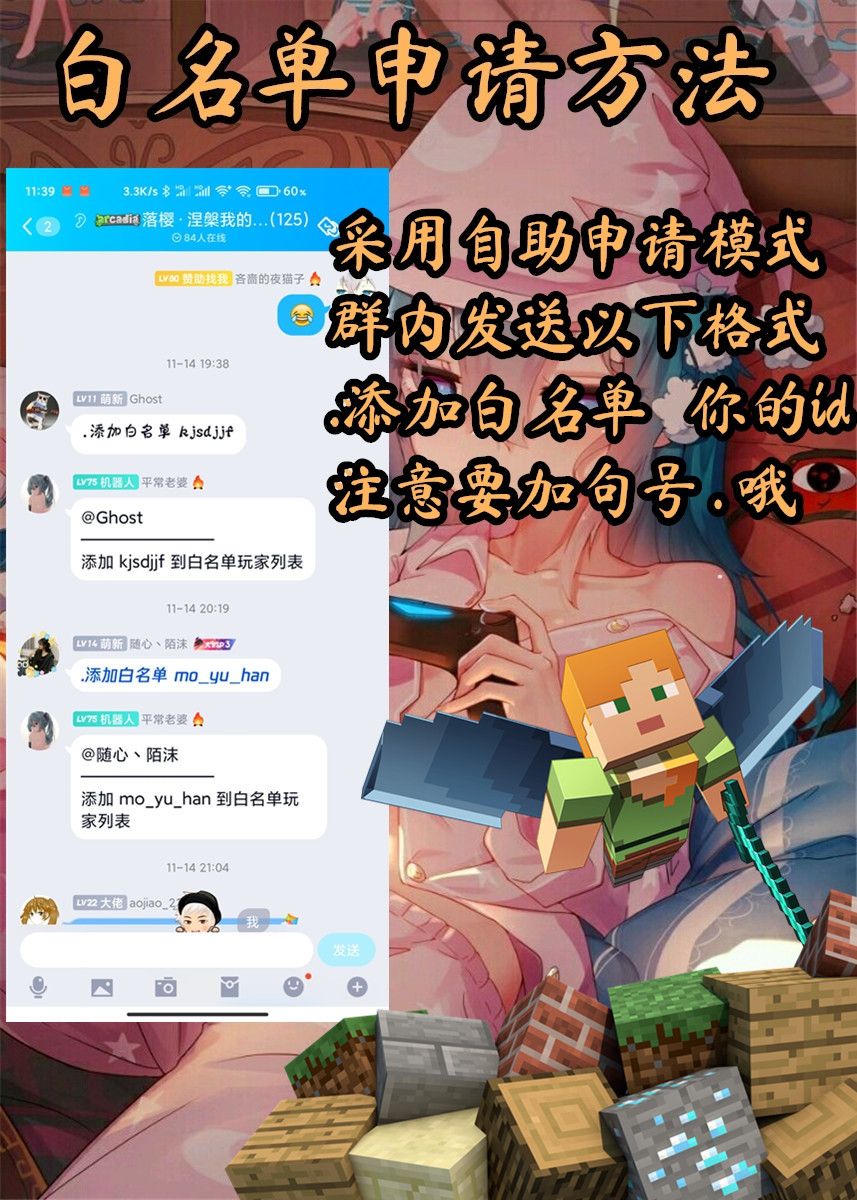 白名单申请方法
11:39 3.3K/s 60%
2 arcadia 落樱·涅槃我的...(125)
84人在线
LV80 赞助找我 吝啬的夜猫子
11-14 19:38
LV11 萌新 Ghost
.添加白名单 kjsdjjf
LV75 机器人 平常老婆
@Ghost
添加 kjsdjjf 到白名单玩家列表
11-14 20:19
LV14 萌新 随心丶陌沫
.添加白名单 mo_yu_han
LV75 机器人 平常老婆
@随心丶陌沫
添加 mo_yu_han 到白名单玩
家列表
11-14 21:04
LV22 大佬 aojiao_2
我
发送
采用自助申请模式
群内发送以下格式
.添加白名单 你的id
注意要加句号.哦